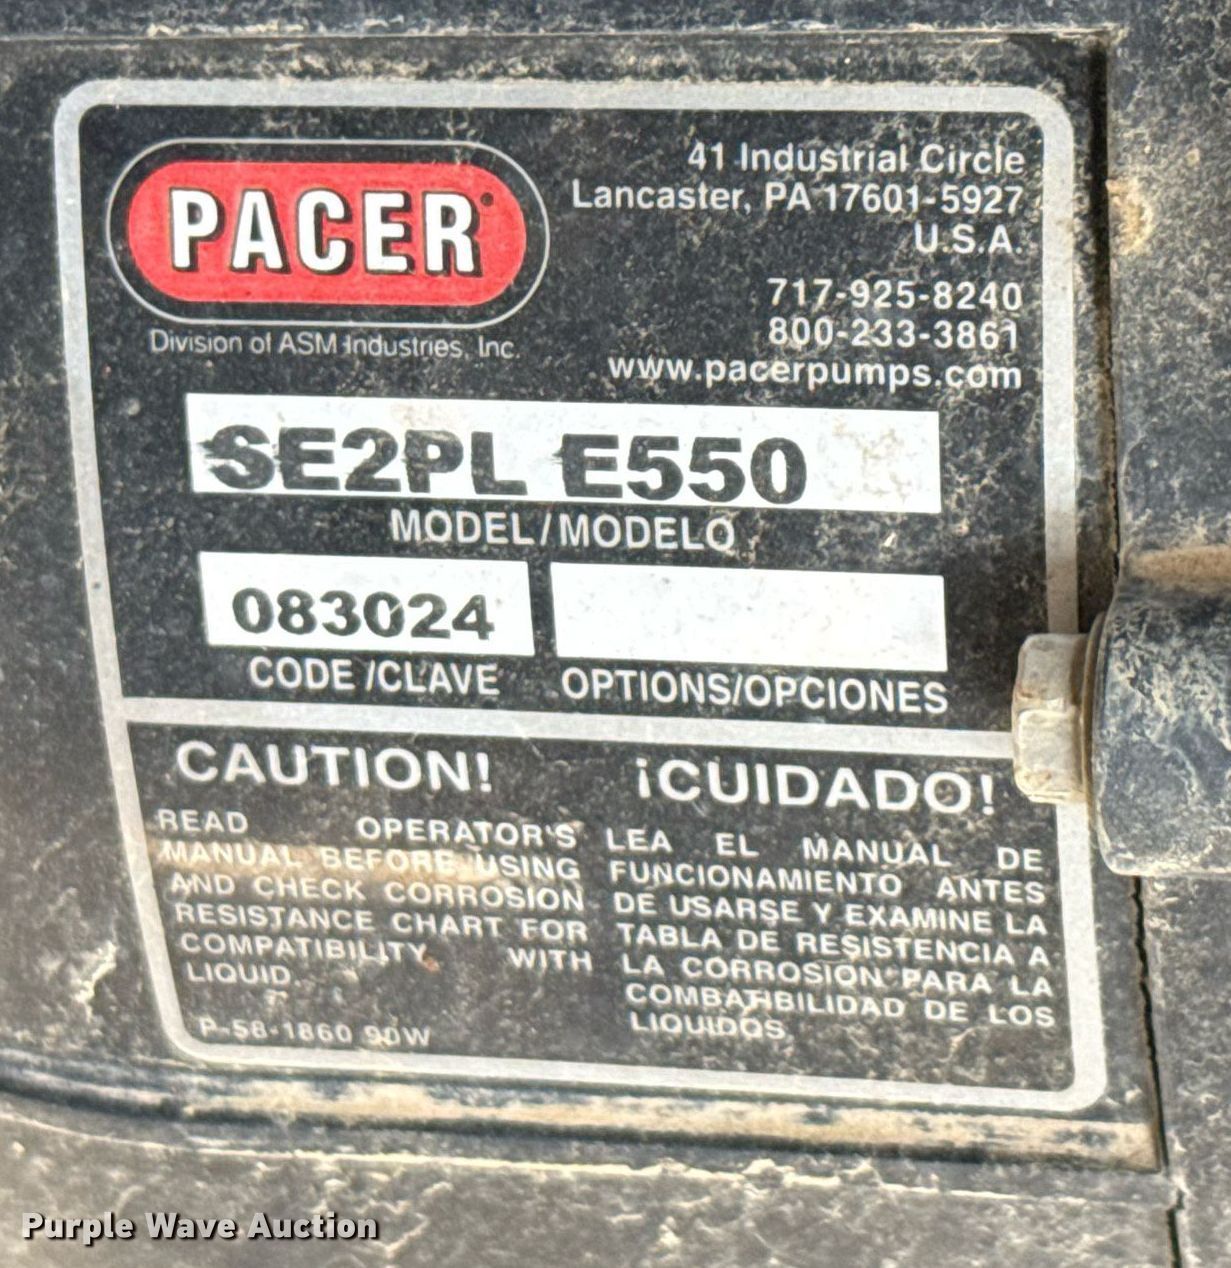 PACER®
Division of ASM Industries, Inc.
41 Industrial Circle
Lancaster, PA 17601-5927
U.S.A.
717-925-8240
800-233-3861
www.pacerpumps.com
SE2PL E550
MODEL/MODELO
083024
CODE/CLAVE
OPTIONS/OPCIONES
CAUTION!
READ OPERATOR'S
MANUAL BEFORE USING
AND CHECK CORROSION
RESISTANCE CHART FOR
COMPATIBILITY WITH
LIQUID.
P-58-1860 90W
¡CUIDADO!
LEA EL MANUAL DE
FUNCIONAMIENTO ANTES
DE USARSE Y EXAMINE LA
TABLA DE RESISTENCIA A
LA CORROSION PARA LA
COMBATIBILIDAD DE LOS
LIQUIDOS.
Purple Wave Auction